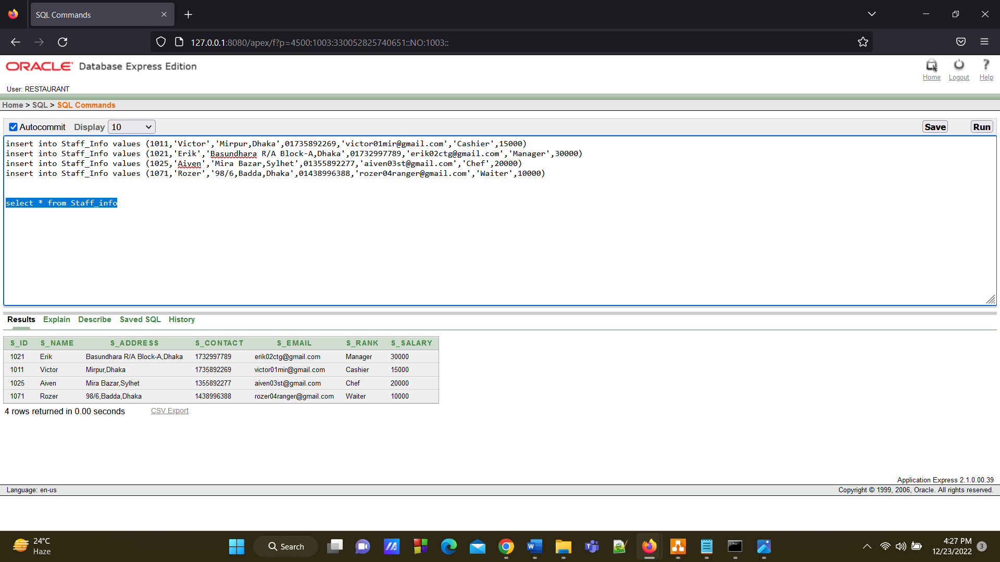 SQL Commands
127.0.0.1:8080/apex/f?p=4500:1003:330052825740651::NO:1003::
ORACLE Database Express Edition
Home Logout Help
User: RESTAURANT
Home > SQL > SQL Commands
Autocommit Display 10 Save Run
insert into Staff_Info values (1011,'Victor','Mirpur,Dhaka',01735892269,'victor01mir@gmail.com','Cashier',15000)
insert into Staff_Info values (1021,'Erik','Basundhara R/A Block-A,Dhaka',01732997789,'erik02ctg@gmail.com','Manager',30000)
insert into Staff_Info values (1025,'Aiven','Mira Bazar,Sylhet',01355892277,'aiven03st@gmail.com','Chef',20000)
insert into Staff_Info values (1071,'Rozer','98/6,Badda,Dhaka',01438996388,'rozer04ranger@gmail.com','Waiter',10000)
select * from Staff_info
Results Explain Describe Saved SQL History
S_ID S_NAME S_ADDRESS S_CONTACT S_EMAIL S_RANK S_SALARY
1021 Erik Basundhara R/A Block-A,Dhaka 1732997789 erik02ctg@gmail.com Manager 30000
1011 Victor Mirpur,Dhaka 1735892269 victor01mir@gmail.com Cashier 15000
1025 Aiven Mira Bazar,Sylhet 1355892277 aiven03st@gmail.com Chef 20000
1071 Rozer 98/6,Badda,Dhaka 1438996388 rozer04ranger@gmail.com Waiter 10000
4 rows returned in 0.00 seconds CSV Export
Application Express 2.1.0.00.39
Language: en-us Copyright © 1999, 2006, Oracle. All rights reserved.
24°C
Haze
Search
4:27 PM
12/23/2022
3